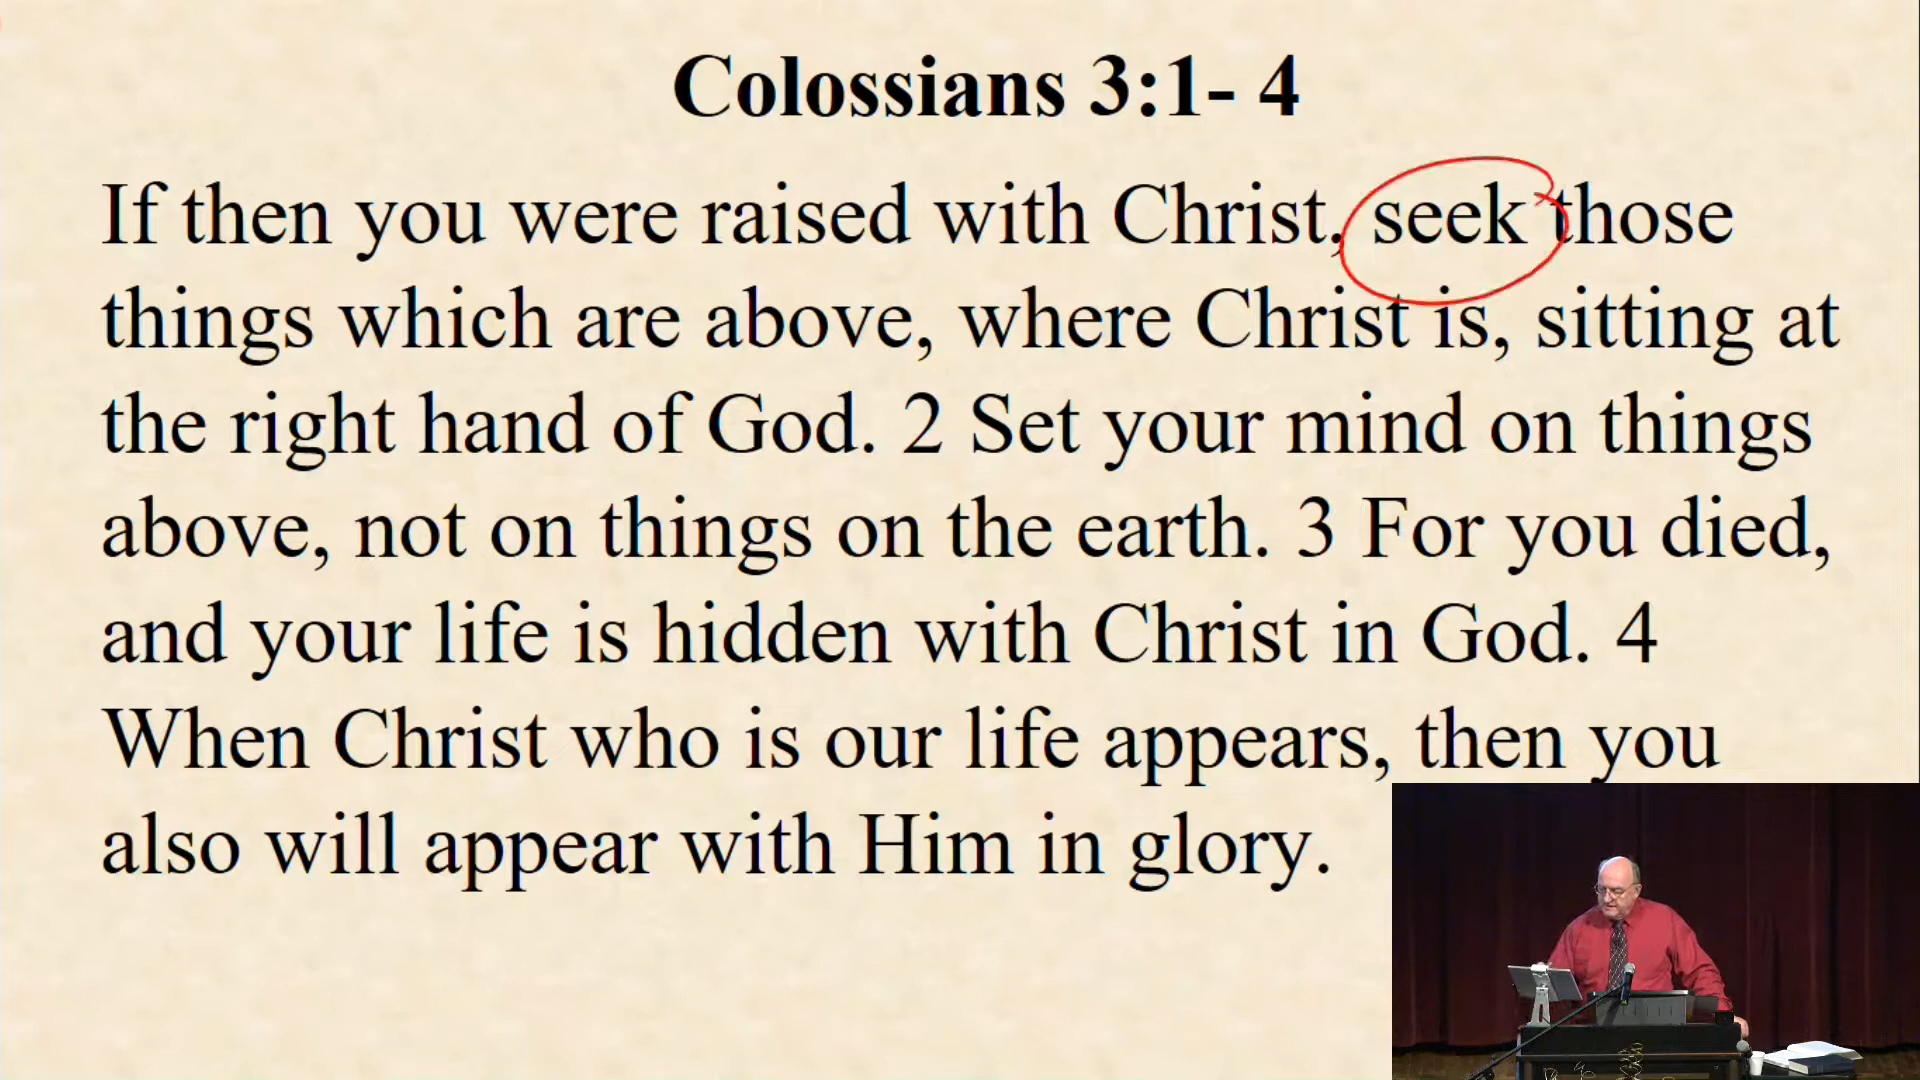 Colossians 3:1- 4
If then you were raised with Christ, seek those
things which are above, where Christ is, sitting at
the right hand of God. 2 Set your mind on things
above, not on things on the earth. 3 For you died,
and your life is hidden with Christ in God. 4
When Christ who is our life appears, then you
also will appear with Him in glory.